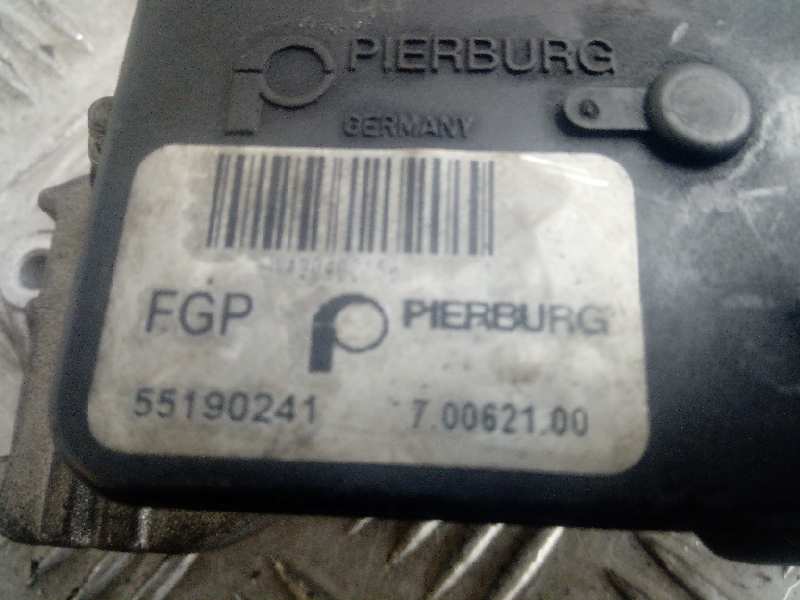 PIERBURG
GERMANY
FGP PIERBURG
55190241 7.00621.00